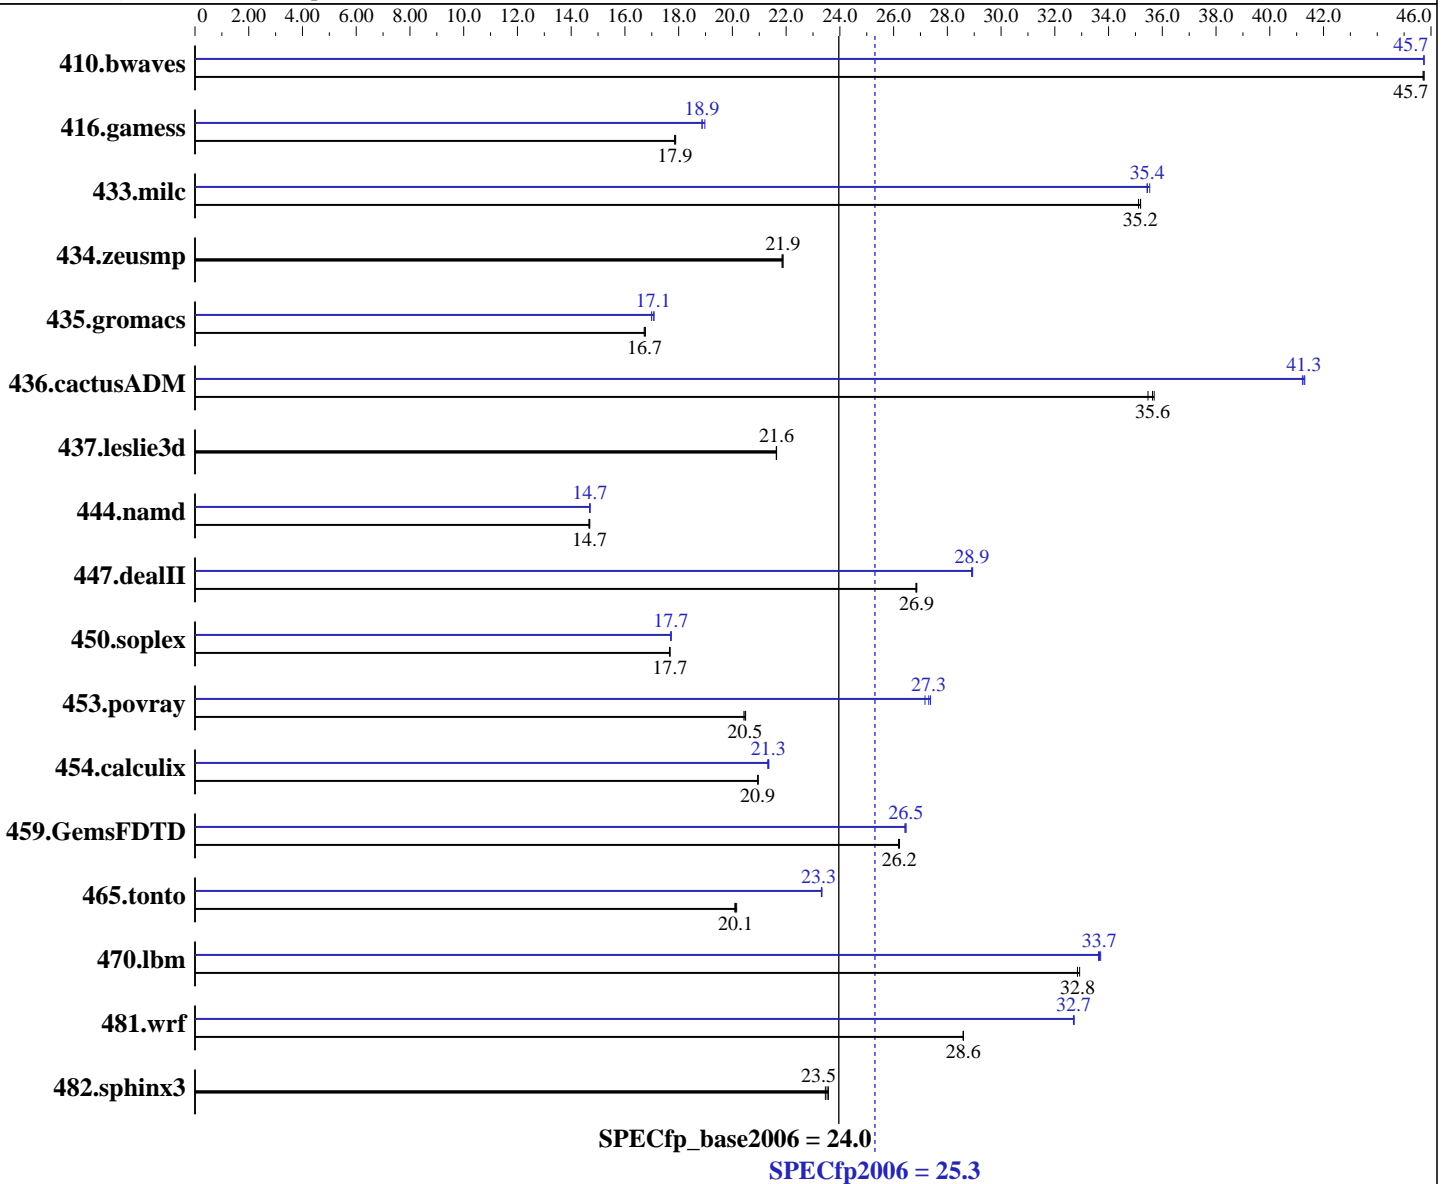 0 2.00 4.00 6.00 8.00 10.0 12.0 14.0 16.0 18.0 20.0 22.0 24.0 26.0 28.0 30.0 32.0 34.0 36.0 38.0 40.0 42.0 46.0
45.7
410.bwaves
45.7
18.9
416.gamess
17.9
35.4
433.milc
35.2
21.9
434.zeusmp
17.1
435.gromacs
16.7
41.3
436.cactusADM
35.6
21.6
437.leslie3d
14.7
444.namd
14.7
28.9
447.dealII
26.9
17.7
450.soplex
17.7
27.3
453.povray
20.5
21.3
454.calculix
20.9
26.5
459.GemsFDTD
26.2
23.3
465.tonto
20.1
33.7
470.lbm
32.8
32.7
481.wrf
28.6
23.5
482.sphinx3
SPECfp_base2006 = 24.0
SPECfp2006 = 25.3